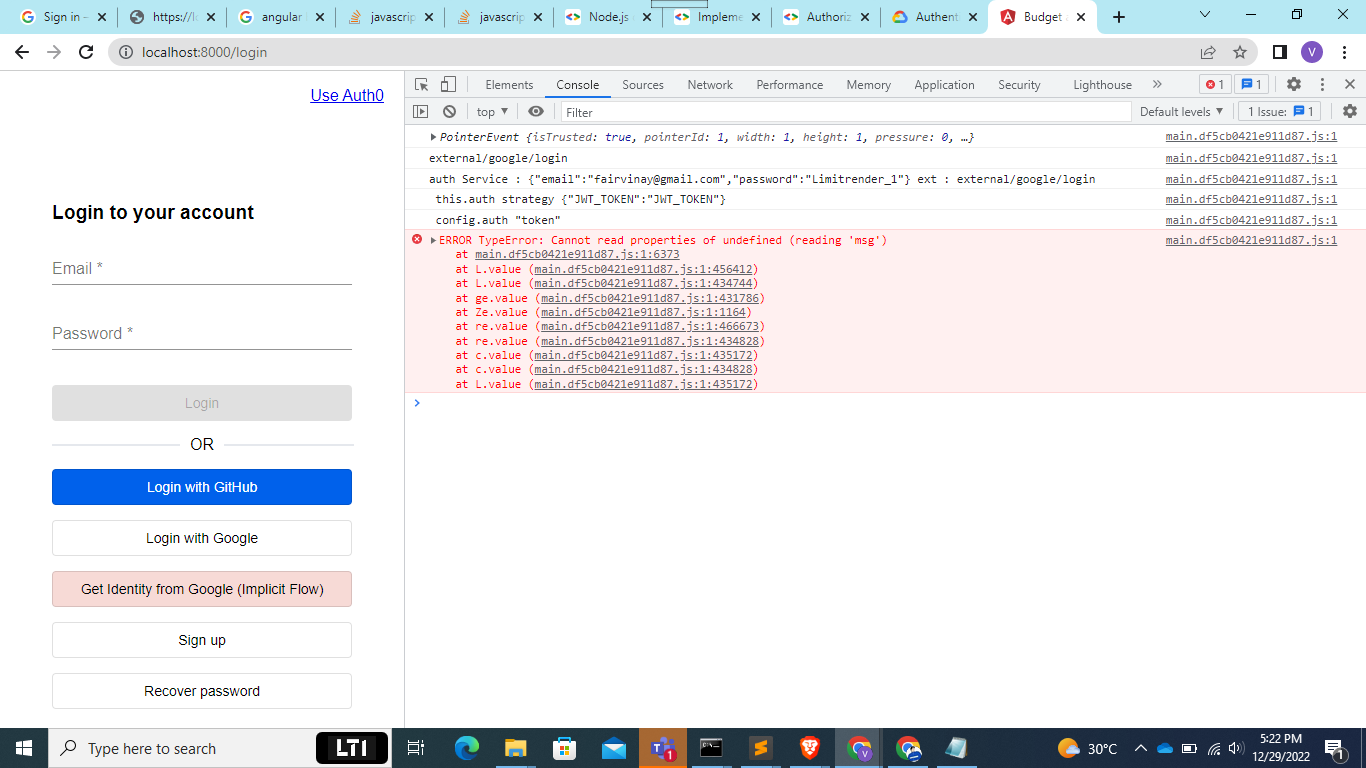 Sign in –
https://lo
angular
javascrip
javascrip
Node.js
Impleme
Authoriz
Authent
Budget
localhost:8000/login
V
Use Auth0
Login to your account
Email *
Password *
Login
OR
Login with GitHub
Login with Google
Get Identity from Google (Implicit Flow)
Sign up
Recover password
Elements Console Sources Network Performance Memory Application Security Lighthouse » 1 1
top Filter Default levels 1 Issue: 1
PointerEvent {isTrusted: true, pointerId: 1, width: 1, height: 1, pressure: 0, …} main.df5cb0421e911d87.js:1
external/google/login main.df5cb0421e911d87.js:1
auth Service : {"email":"fairvinay@gmail.com","password":"Limitrender_1"} ext : external/google/login main.df5cb0421e911d87.js:1
this.auth strategy {"JWT_TOKEN":"JWT_TOKEN"} main.df5cb0421e911d87.js:1
config.auth "token" main.df5cb0421e911d87.js:1
ERROR TypeError: Cannot read properties of undefined (reading 'msg') main.df5cb0421e911d87.js:1
at main.df5cb0421e911d87.js:1:6373
at L.value (main.df5cb0421e911d87.js:1:456412)
at L.value (main.df5cb0421e911d87.js:1:434744)
at ge.value (main.df5cb0421e911d87.js:1:431786)
at Ze.value (main.df5cb0421e911d87.js:1:1164)
at re.value (main.df5cb0421e911d87.js:1:466673)
at re.value (main.df5cb0421e911d87.js:1:434828)
at c.value (main.df5cb0421e911d87.js:1:435172)
at c.value (main.df5cb0421e911d87.js:1:434828)
at L.value (main.df5cb0421e911d87.js:1:435172)
Type here to search
LTI
1
V
30°C
5:22 PM
12/29/2022
1